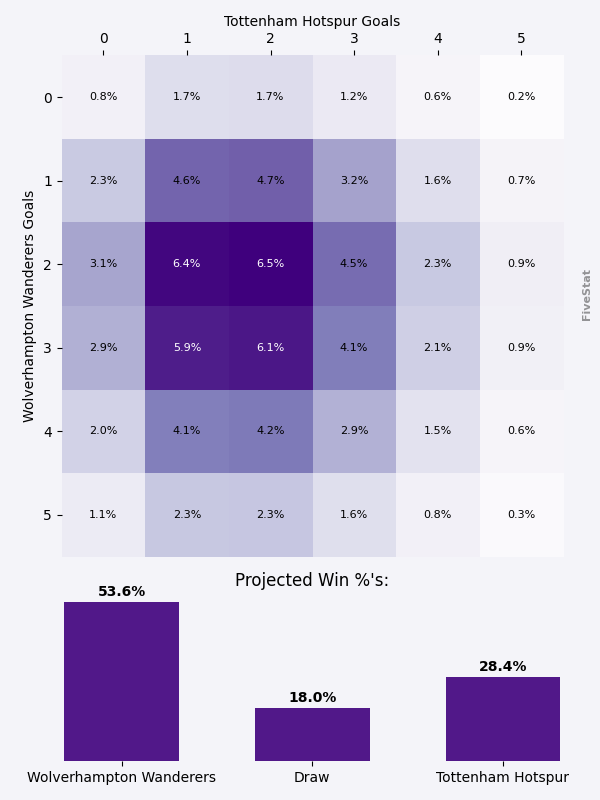 Tottenham Hotspur Goals
0 1 2 3 4 5
0 0.8% 1.7% 1.7% 1.2% 0.6% 0.2%
1 2.3% 4.6% 4.7% 3.2% 1.6% 0.7%
2 3.1% 6.4% 6.5% 4.5% 2.3% 0.9%
3 2.9% 5.9% 6.1% 4.1% 2.1% 0.9%
4 2.0% 4.1% 4.2% 2.9% 1.5% 0.6%
5 1.1% 2.3% 2.3% 1.6% 0.8% 0.3%
Wolverhampton Wanderers Goals
FiveStat
Projected Win %'s:
53.6% 18.0% 28.4%
Wolverhampton Wanderers Draw Tottenham Hotspur